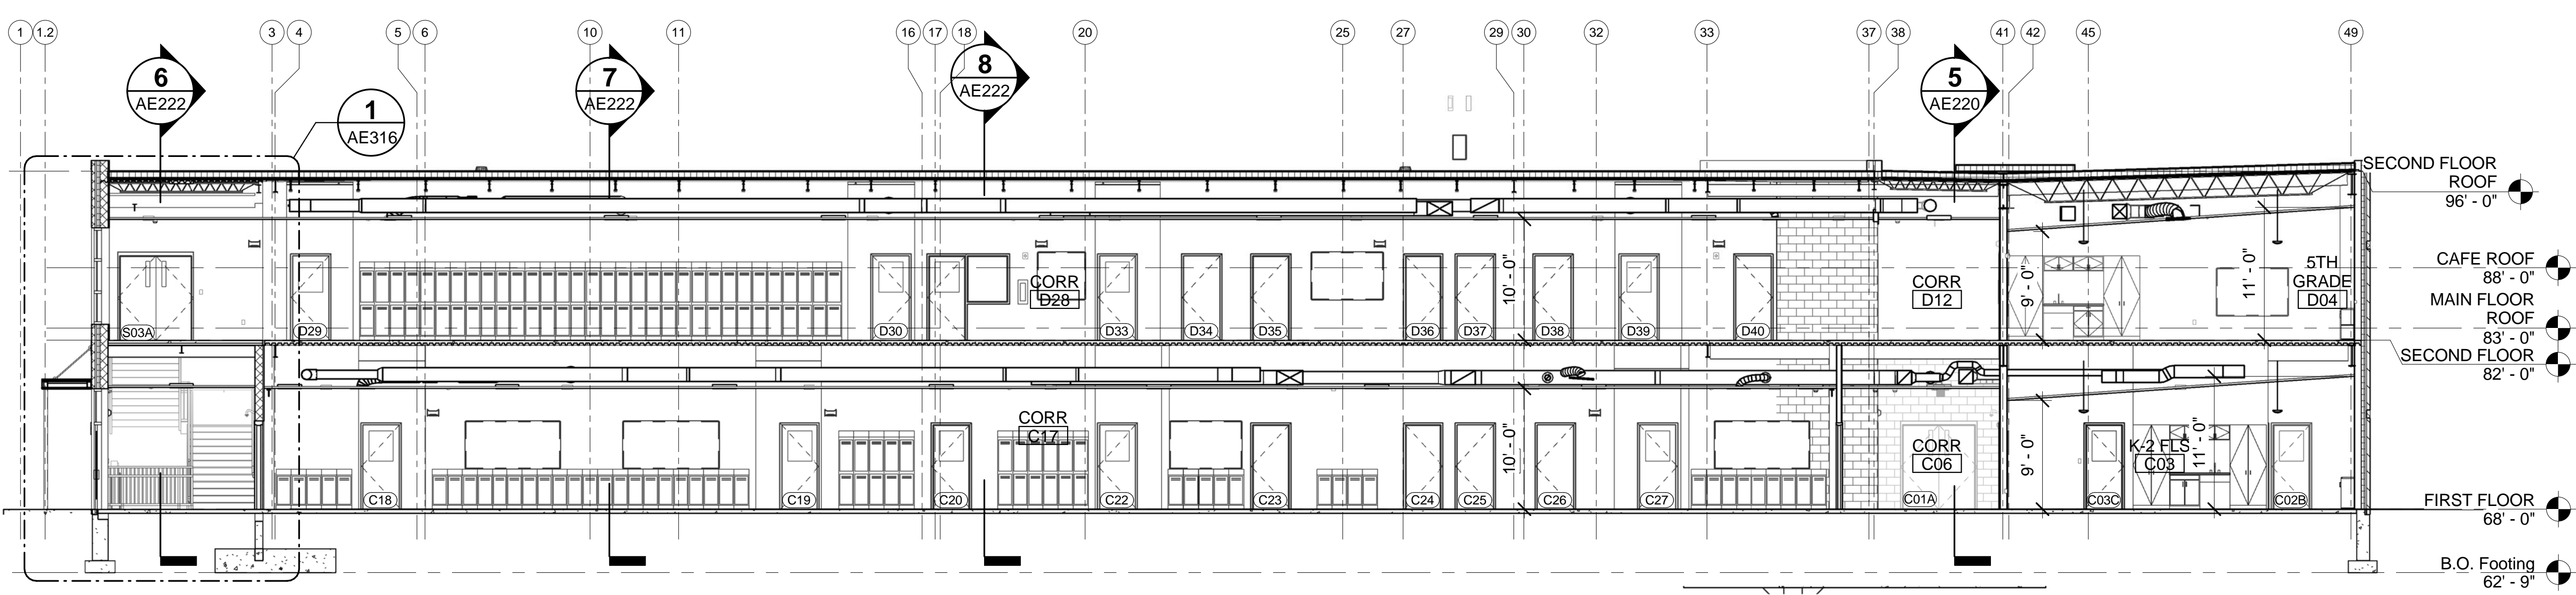 1 1.2 3 4 5 6 10 11 16 17 18 20 25 27 29 30 32 33 37 38 41 42 45 49
6
AE222
1
AE316
7
AE222
8
AE222
5
AE220
SECOND FLOOR
ROOF
96' - 0"
CAFE ROOF
88' - 0"
MAIN FLOOR
ROOF
83' - 0"
SECOND FLOOR
82' - 0"
FIRST FLOOR
68' - 0"
B.O. Footing
62' - 9"
CORR
D28
10' - 0"
CORR
D12
9' - 0"
11' - 0"
5TH
GRADE
D04
S03A D29 D30 D33 D34 D35 D36 D37 D38 D39 D40
CORR
C17
10' - 0"
CORR
C06
9' - 0"
K-2 FLS
C03
11' - 0"
C18 C19 C20 C22 C23 C24 C25 C26 C27 C01A C03C C02B